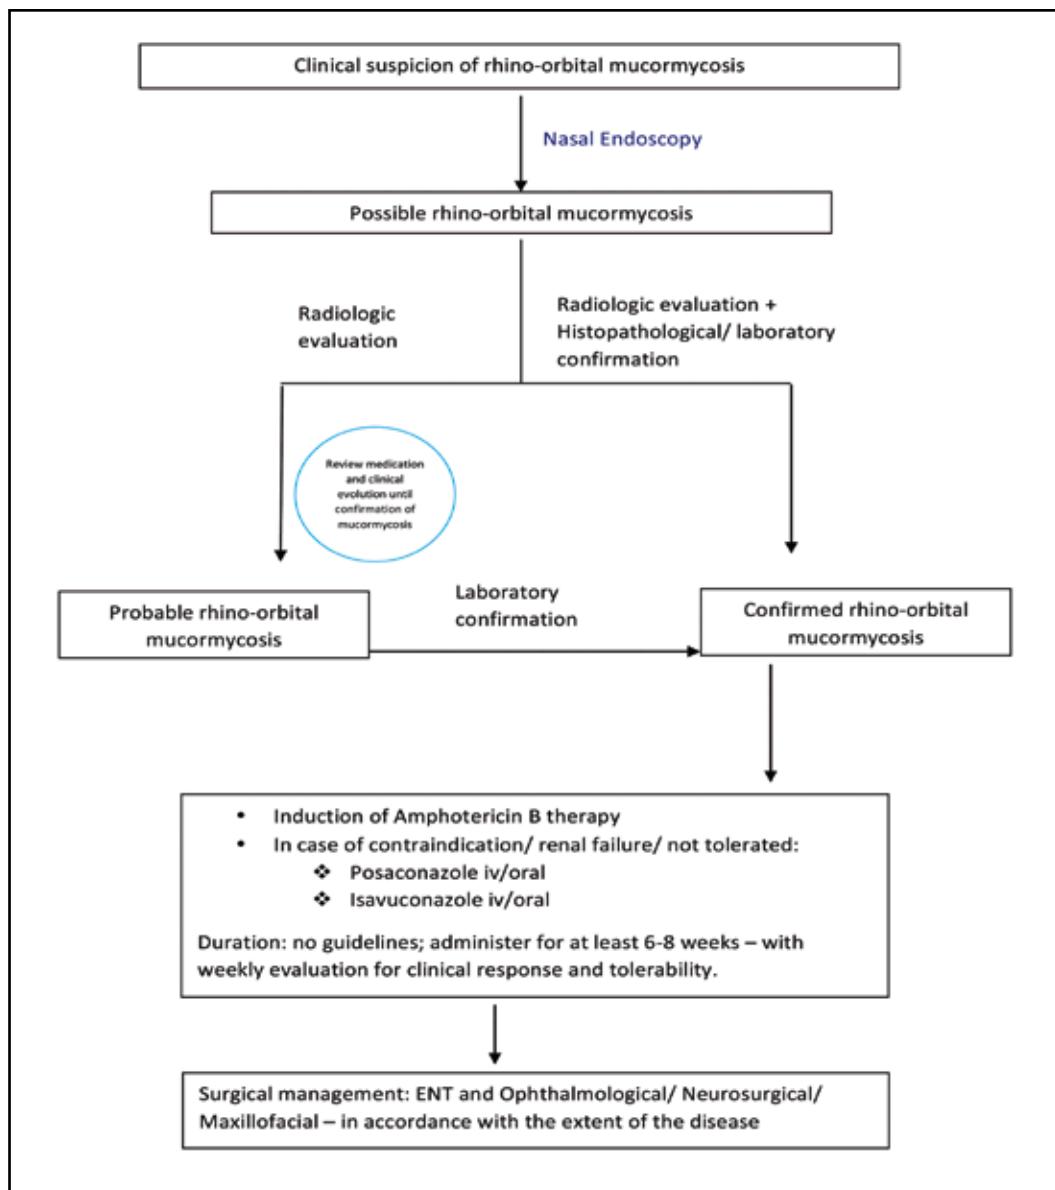 Clinical suspicion of rhino-orbital mucormycosis
Nasal Endoscopy
Possible rhino-orbital mucormycosis
Radiologic
evaluation
Radiologic evaluation +
Histopathological/ laboratory
confirmation
Review medication
and clinical
evolution until
confirmation of
mucormycosis
Probable rhino-orbital
mucormycosis
Laboratory
confirmation
Confirmed rhino-orbital
mucormycosis
• Induction of Amphotericin B therapy
• In case of contraindication/ renal failure/ not tolerated:
❖ Posaconazole iv/oral
❖ Isavuconazole iv/oral
Duration: no guidelines; administer for at least 6-8 weeks – with
weekly evaluation for clinical response and tolerability.
Surgical management: ENT and Ophthalmological/ Neurosurgical/
Maxillofacial – in accordance with the extent of the disease